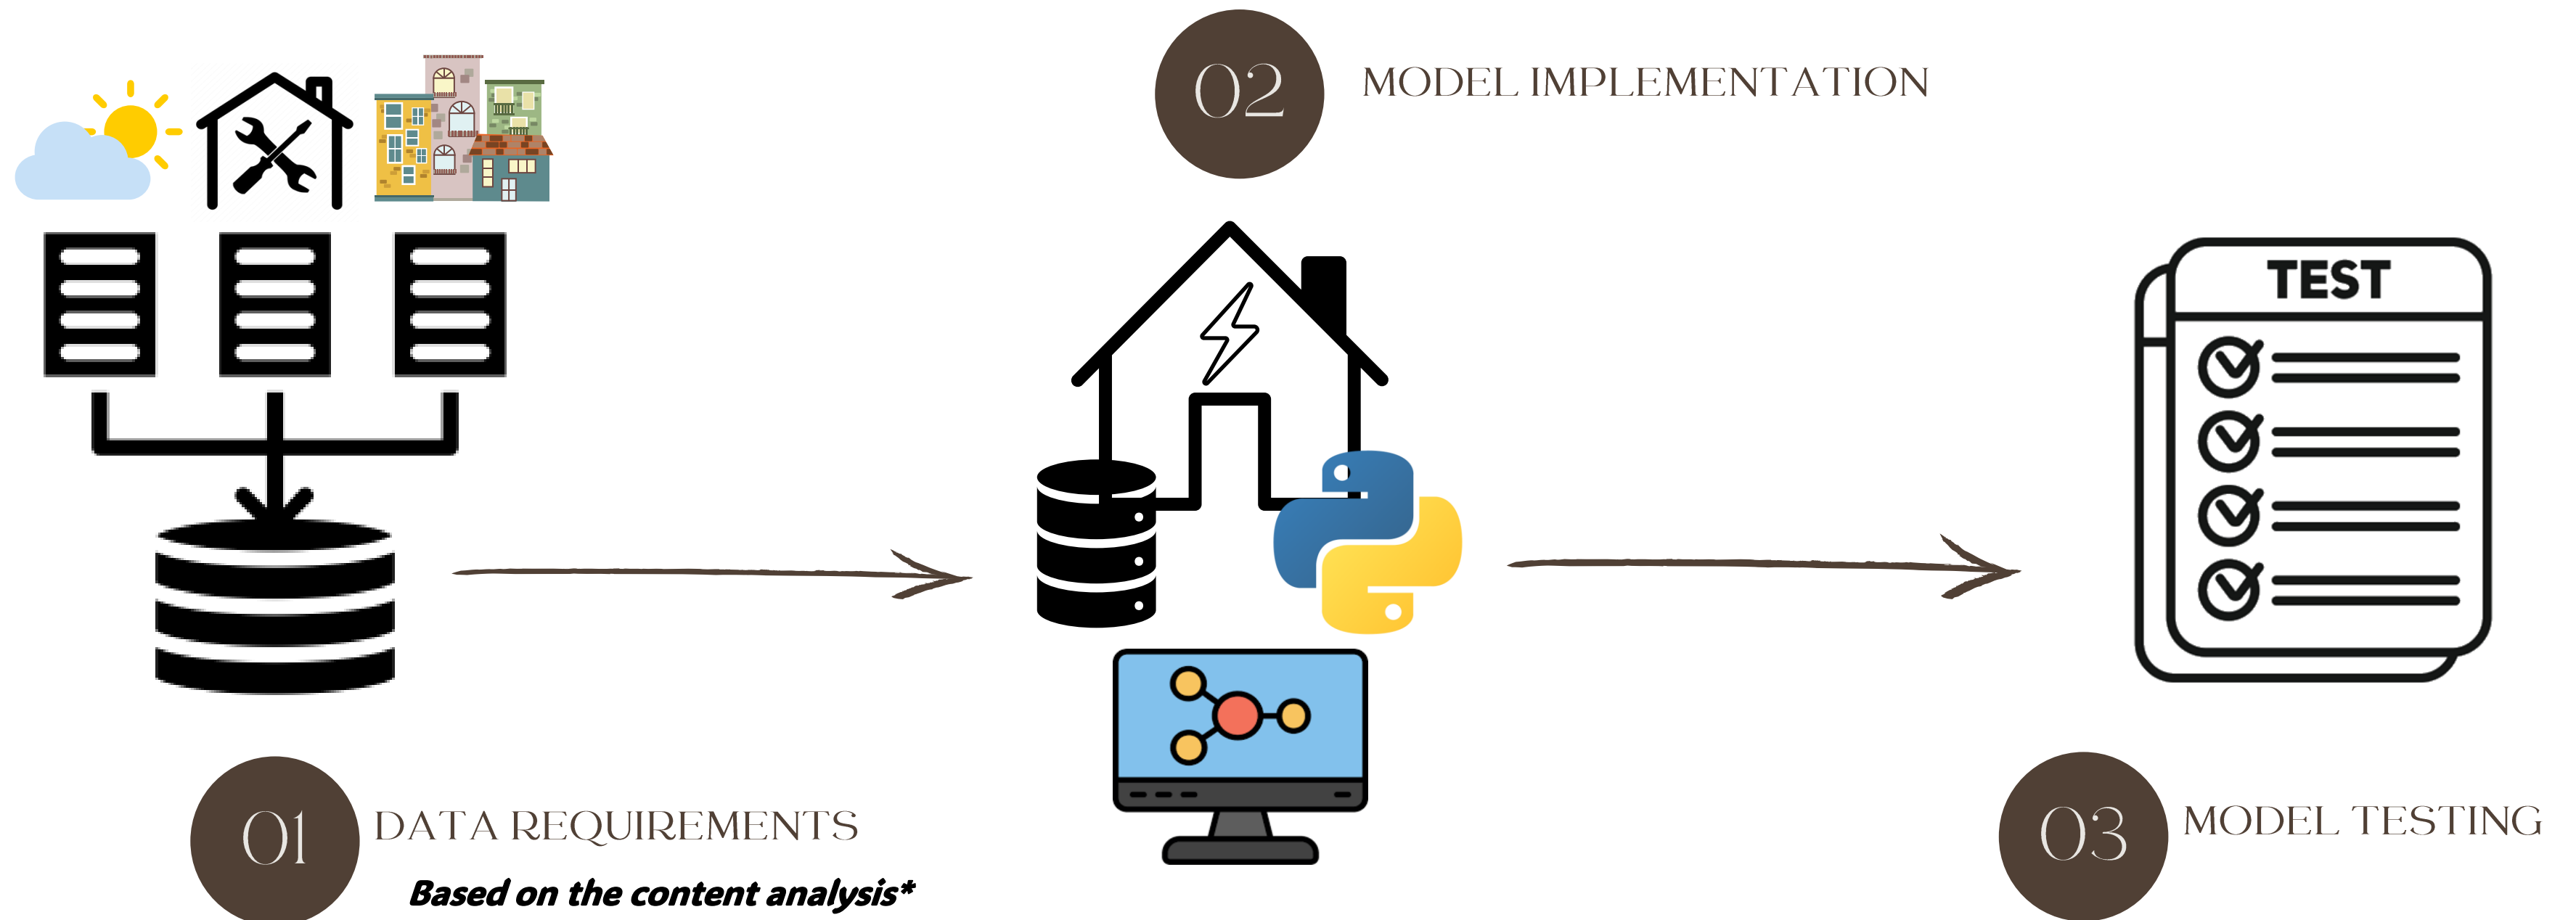 02
MODEL IMPLEMENTATION
TEST
01
DATA REQUIREMENTS
Based on the content analysis*
03
MODEL TESTING